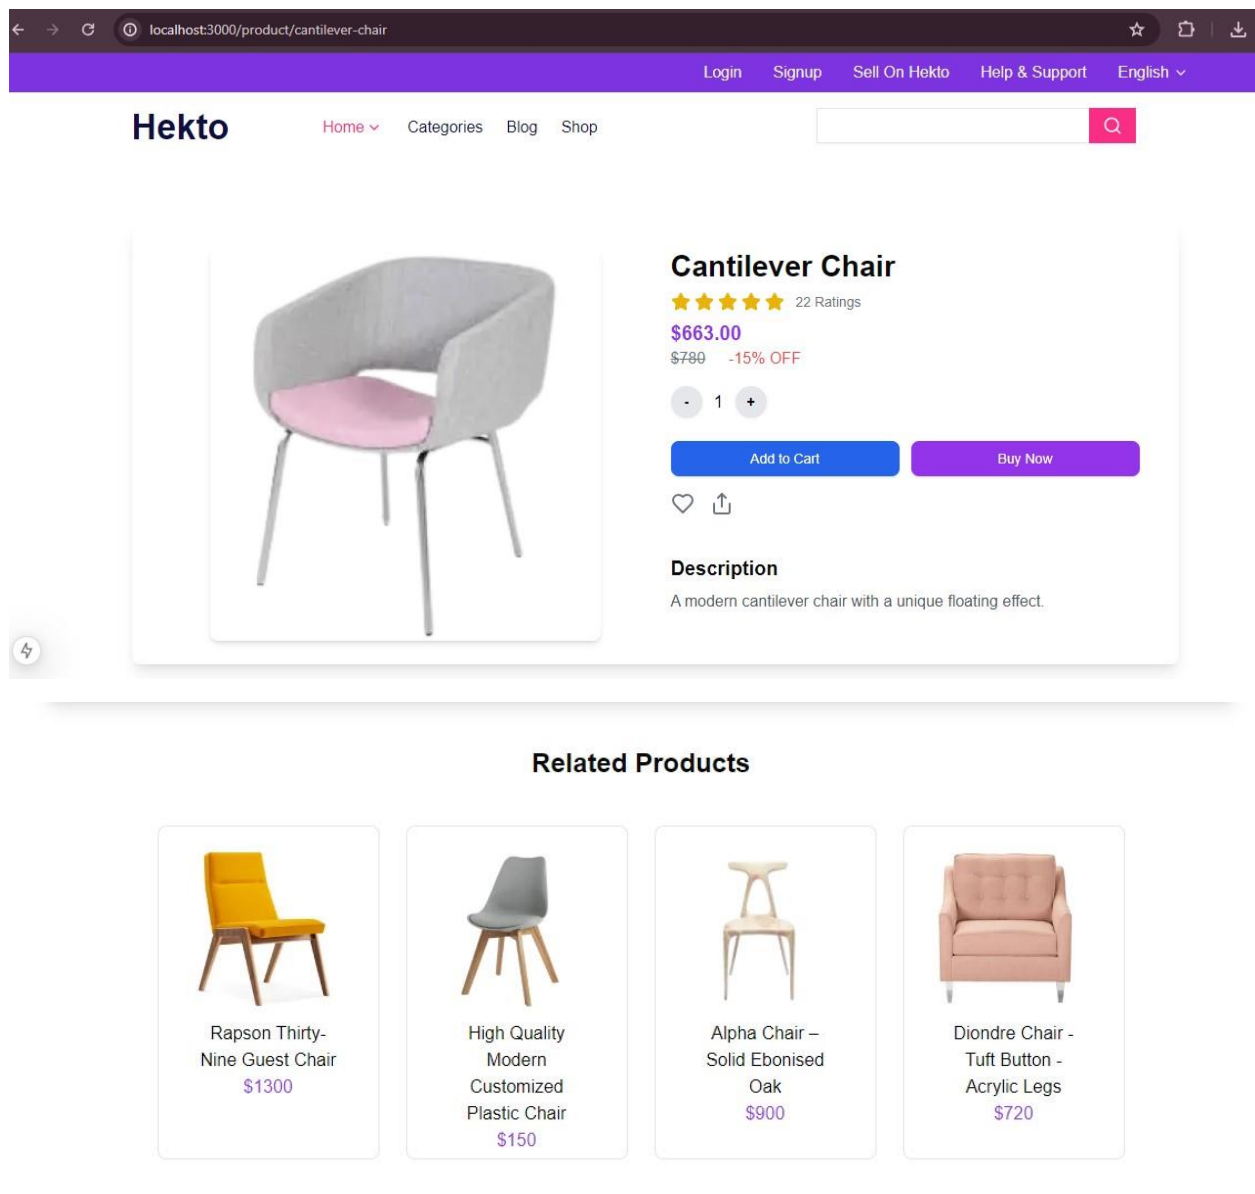 localhost:3000/product/cantilever-chair
Login Signup Sell On Hekto Help & Support English
Hekto Home Categories Blog Shop
Cantilever Chair
22 Ratings
$663.00
$780 -15% OFF
- 1 +
Add to Cart Buy Now
Description
A modern cantilever chair with a unique floating effect.
Related Products
Rapson Thirty-
Nine Guest Chair
$1300
High Quality
Modern
Customized
Plastic Chair
$150
Alpha Chair –
Solid Ebonised
Oak
$900
Diondre Chair -
Tuft Button -
Acrylic Legs
$720